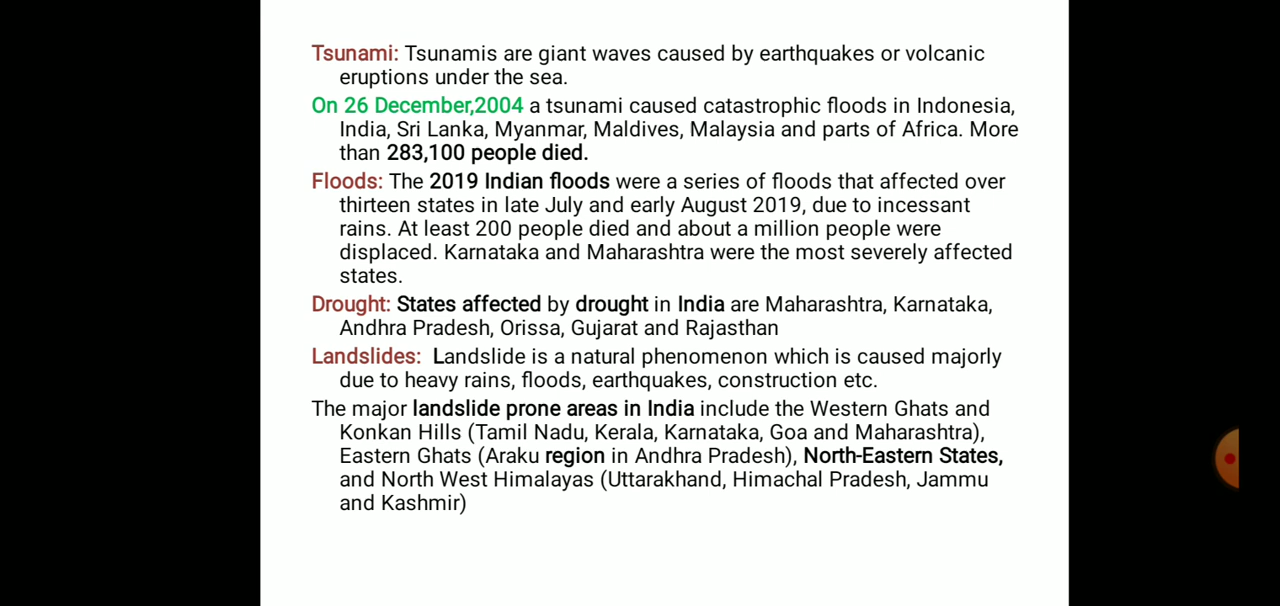 Tsunami: Tsunamis are giant waves caused by earthquakes or volcanic
eruptions under the sea.
On 26 December,2004 a tsunami caused catastrophic floods in Indonesia,
India, Sri Lanka, Myanmar, Maldives, Malaysia and parts of Africa. More
than 283,100 people died.
Floods: The 2019 Indian floods were a series of floods that affected over
thirteen states in late July and early August 2019, due to incessant
rains. At least 200 people died and about a million people were
displaced. Karnataka and Maharashtra were the most severely affected
states.
Drought: States affected by drought in India are Maharashtra, Karnataka,
Andhra Pradesh, Orissa, Gujarat and Rajasthan
Landslides: Landslide is a natural phenomenon which is caused majorly
due to heavy rains, floods, earthquakes, construction etc.
The major landslide prone areas in India include the Western Ghats and
Konkan Hills (Tamil Nadu, Kerala, Karnataka, Goa and Maharashtra),
Eastern Ghats (Araku region in Andhra Pradesh), North-Eastern States,
and North West Himalayas (Uttarakhand, Himachal Pradesh, Jammu
and Kashmir)